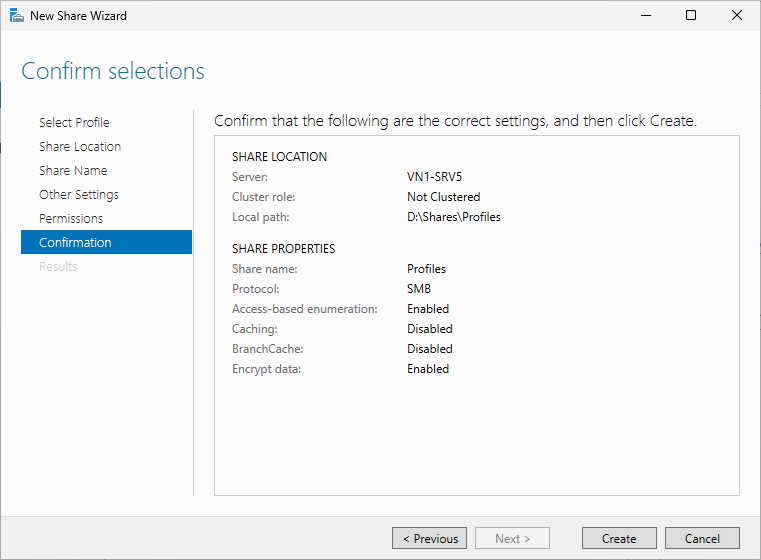 New Share Wizard
Confirm selections
Select Profile
Share Location
Share Name
Other Settings
Permissions
Confirmation
Results
Confirm that the following are the correct settings, and then click Create.
SHARE LOCATION
Server: VN1-SRV5
Cluster role: Not Clustered
Local path: D:\Shares\Profiles
SHARE PROPERTIES
Share name: Profiles
Protocol: SMB
Access-based enumeration: Enabled
Caching: Disabled
BranchCache: Disabled
Encrypt data: Enabled
< Previous Next > Create Cancel